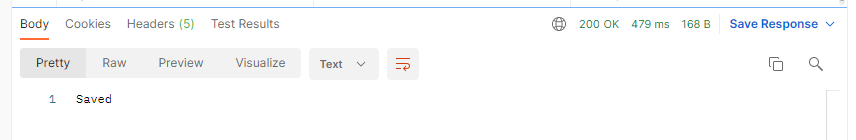 Body Cookies Headers (5) Test Results 200 OK 479 ms 168 B Save Response
Pretty Raw Preview Visualize Text
1 Saved